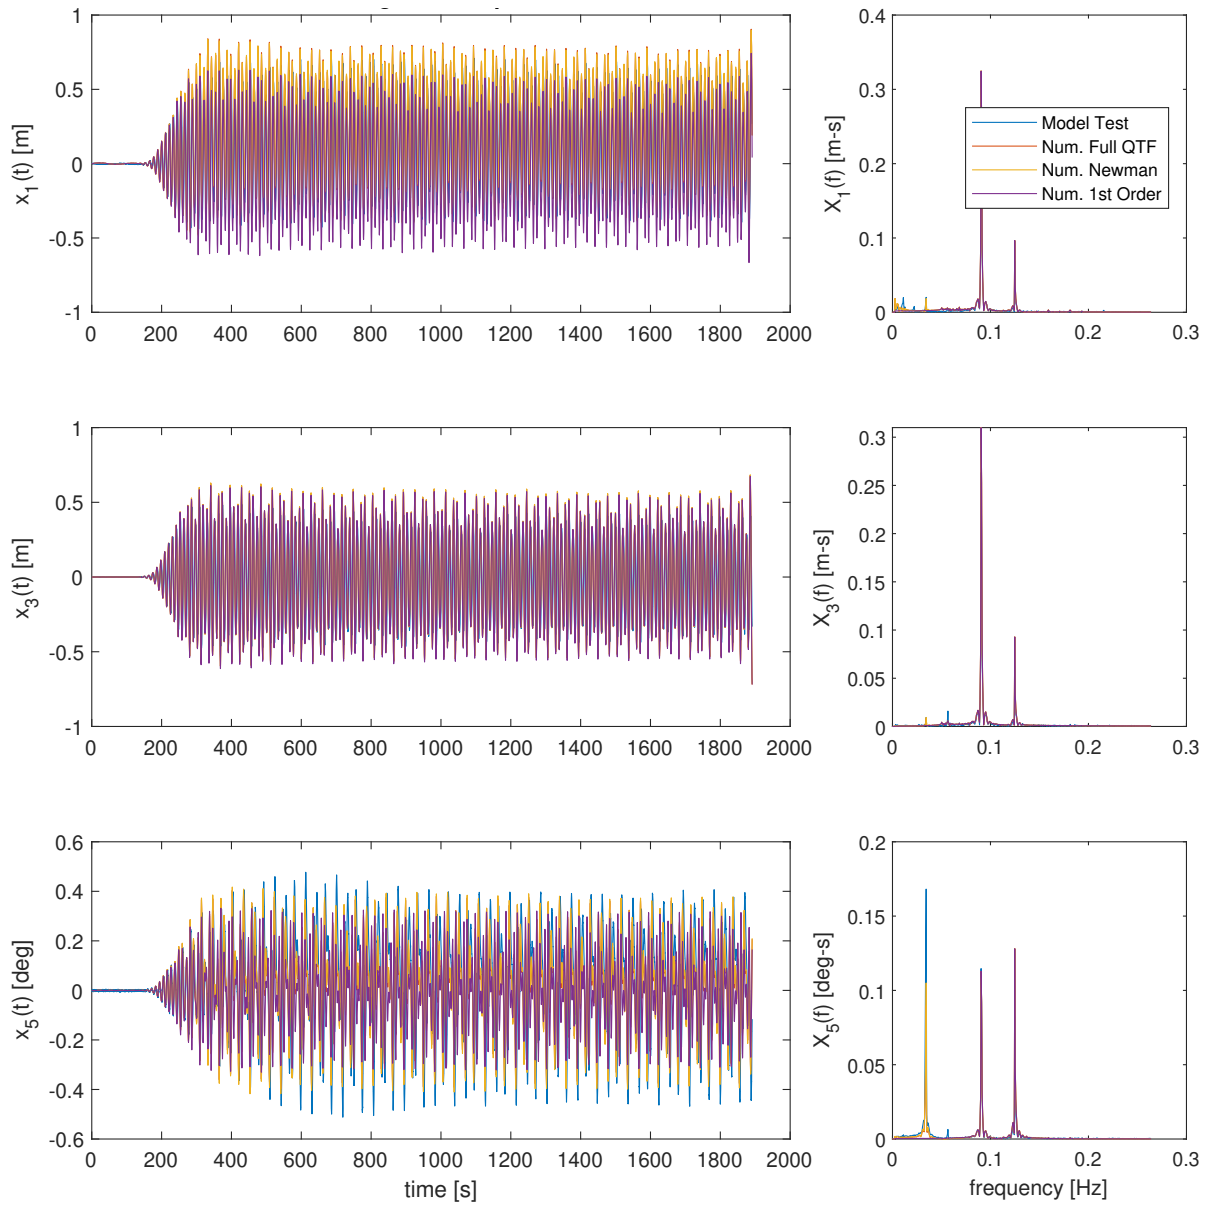 1
0.5
0
-0.5
-1
x1(t) [m]
0 200 400 600 800 1000 1200 1400 1600 1800 2000
0.4
0.3
0.2
0.1
0
X1(f) [m-s]
Model Test
Num. Full QTF
Num. Newman
Num. 1st Order
0 0.1 0.2 0.3
1
0.5
0
-0.5
-1
x3(t) [m]
0 200 400 600 800 1000 1200 1400 1600 1800 2000
0.3
0.25
0.2
0.15
0.1
0.05
0
X3(f) [m-s]
0 0.1 0.2 0.3
0.6
0.4
0.2
0
-0.2
-0.4
-0.6
x5(t) [deg]
0 200 400 600 800 1000 1200 1400 1600 1800 2000
time [s]
0.2
0.15
0.1
0.05
0
X5(f) [deg-s]
0 0.1 0.2 0.3
frequency [Hz]